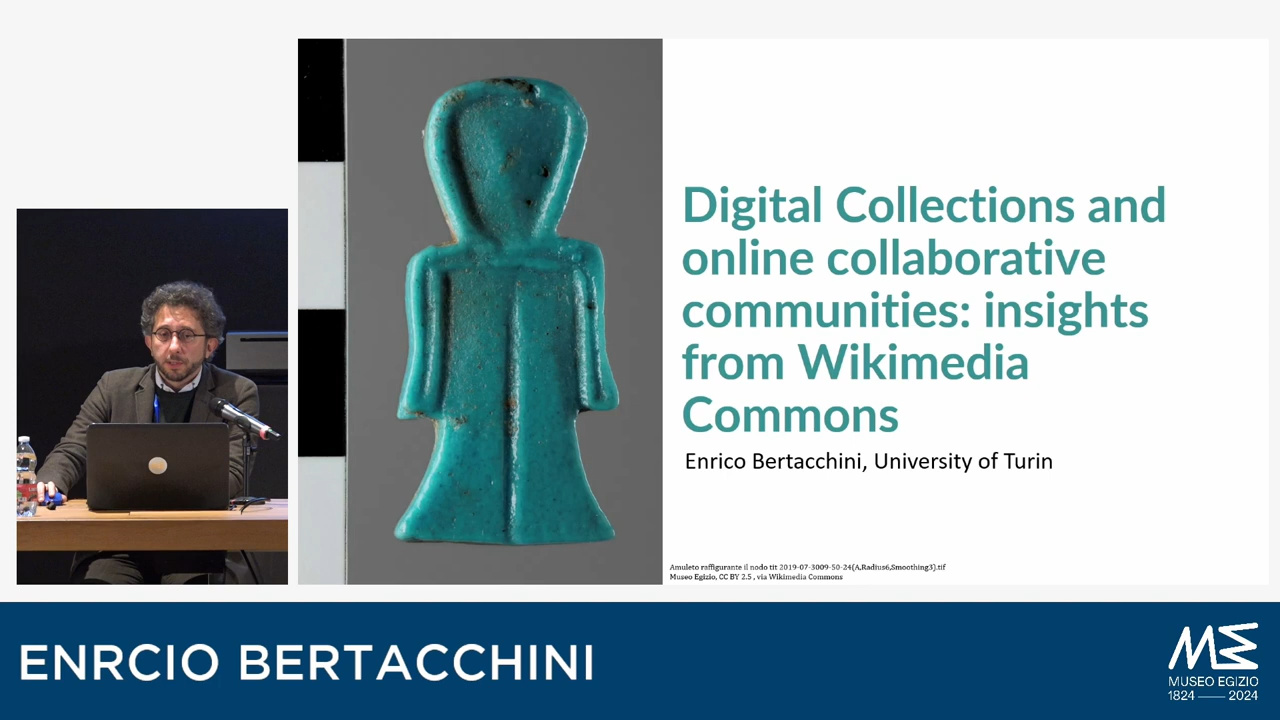 Digital Collections and
online collaborative
communities: insights
from Wikimedia
Commons
Enrico Bertacchini, University of Turin
Amuleto raffigurante il nodo tit 2019-07-3009-50-24(A,Radius6,Smoothing3).tif
Museo Egizio, CC BY 2.5 , via Wikimedia Commons
ENRCIO BERTACCHINI
MUSEO EGIZIO
1824 — 2024